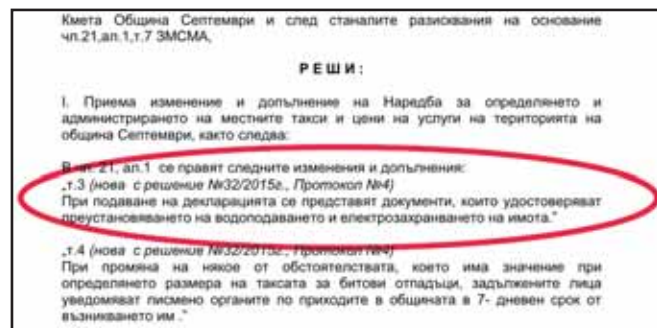 Кмета Община Септември и след станалите разисквания на основание
чл.21,ал.1,т.7 ЗМСМА,
РЕШИ:
I. Приема изменение и допълнение на Наредба за определянето и
администрирането на местните такси и цени на услуги на територията на
община Септември, както следва:
В чл. 21, ал.1 се правят следните изменения и допълнения:
„т.3 (нова с решение №32/2015г., Протокол №4)
При подаване на декларацията се представят документи, които удостоверяват
преустановяването на водоподаването и електрозахранването на имота."
„т.4 (нова с решение №32/2015г., Протокол №4)
При промяна на някое от обстоятелствата, което има значение при
определянето размера на таксата за битови отпадъци, задължените лица
уведомяват писмено органите по приходите в общината в 7- дневен срок от
възникването им ."